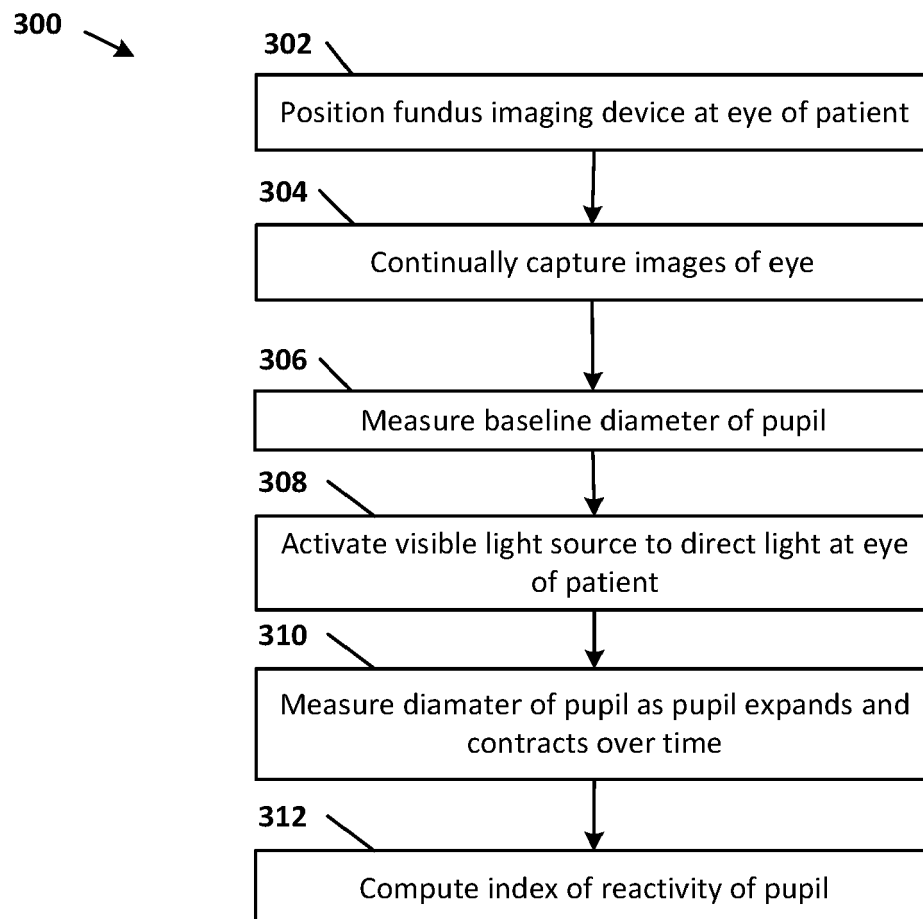 300
302
Position fundus imaging device at eye of patient
304
Continually capture images of eye
306
Measure baseline diameter of pupil
308
Activate visible light source to direct light at eye
of patient
310
Measure diamater of pupil as pupil expands and
contracts over time
312
Compute index of reactivity of pupil